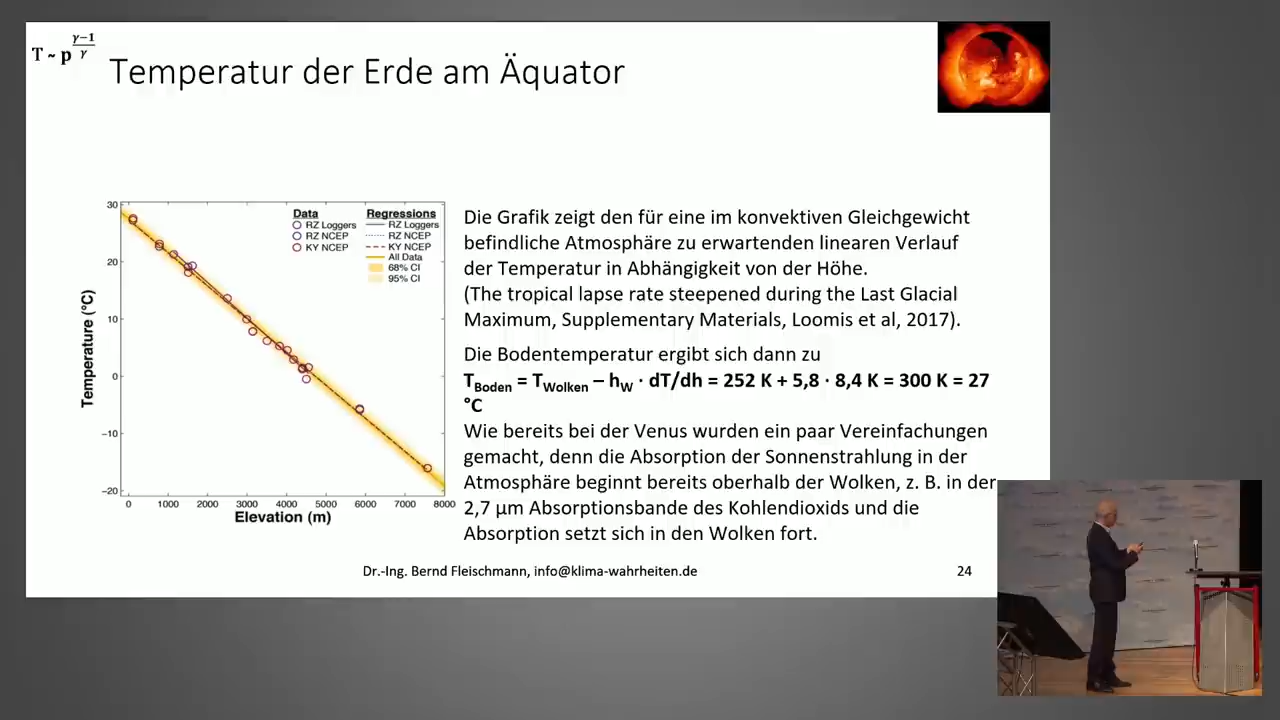 T ~ p^((γ−1)/γ)
Temperatur der Erde am Äquator
30
20
10
0
−10
−20
Temperature (°C)
0 1000 2000 3000 4000 5000 6000 7000 8000
Elevation (m)
Data
RZ Loggers
RZ NCEP
KY NCEP
Regressions
RZ Loggers
RZ NCEP
KY NCEP
All Data
68% CI
95% CI
Die Grafik zeigt den für eine im konvektiven Gleichgewicht
befindliche Atmosphäre zu erwartenden linearen Verlauf
der Temperatur in Abhängigkeit von der Höhe.
(The tropical lapse rate steepened during the Last Glacial
Maximum, Supplementary Materials, Loomis et al, 2017).
Die Bodentemperatur ergibt sich dann zu
T_Boden = T_Wolken – h_W · dT/dh = 252 K + 5,8 · 8,4 K = 300 K = 27
°C
Wie bereits bei der Venus wurden ein paar Vereinfachungen
gemacht, denn die Absorption der Sonnenstrahlung in der
Atmosphäre beginnt bereits oberhalb der Wolken, z. B. in der
2,7 µm Absorptionsbande des Kohlendioxids und die
Absorption setzt sich in den Wolken fort.
Dr.-Ing. Bernd Fleischmann, info@klima-wahrheiten.de
24